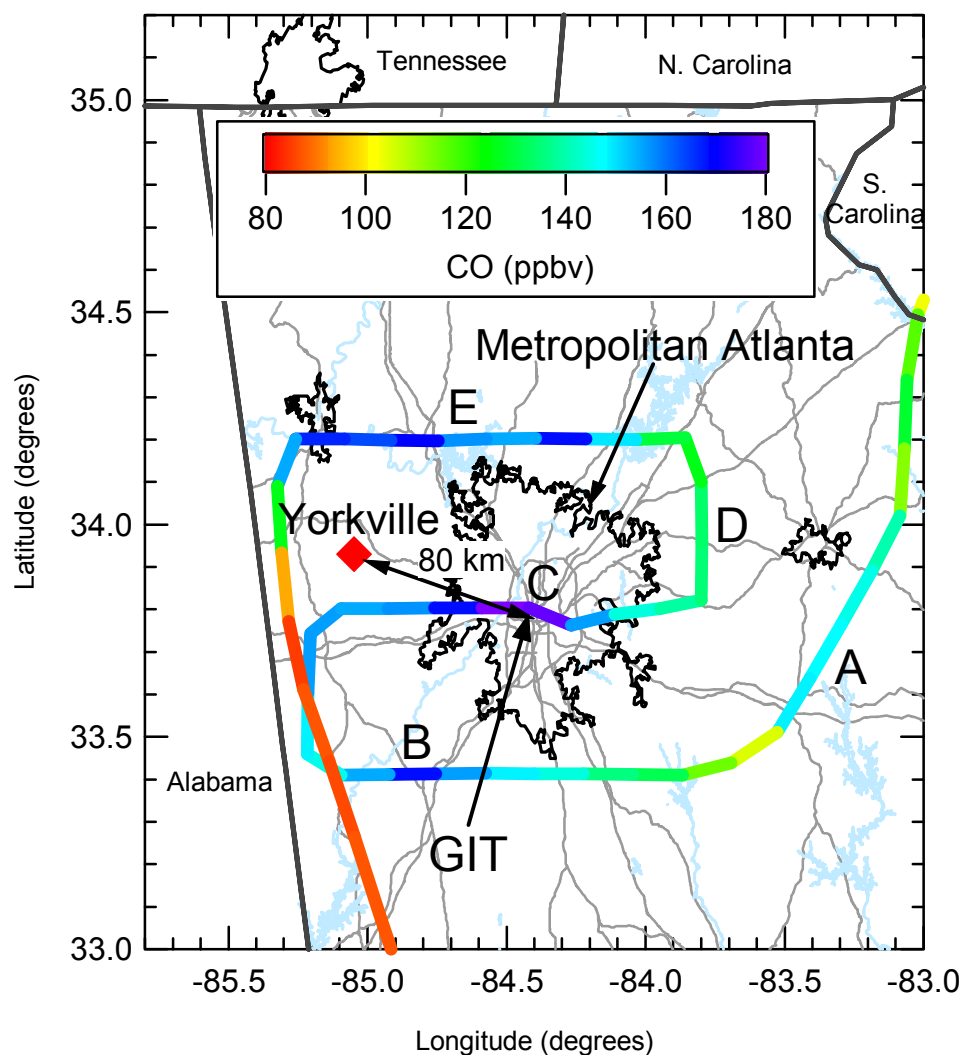 Tennessee
N. Carolina
35.0
80 100 120 140 160 180
CO (ppbv)
S.
Carolina
34.5
Metropolitan Atlanta
E
Latitude (degrees)
34.0
Yorkville
D
80 km
C
A
33.5
B
Alabama
GIT
33.0
-85.5 -85.0 -84.5 -84.0 -83.5 -83.0
Longitude (degrees)